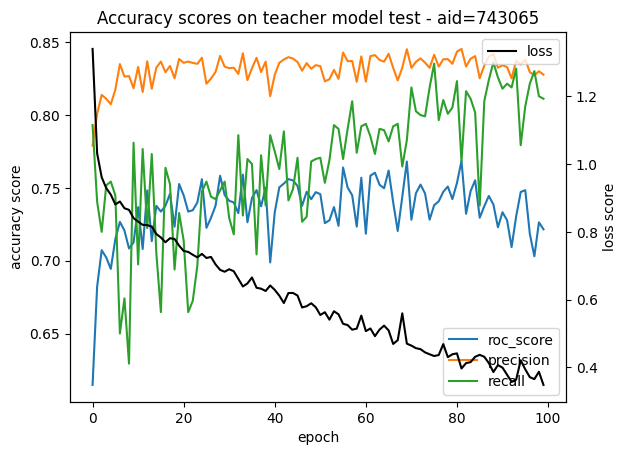 Accuracy scores on teacher model test - aid=743065
accuracy score
0.85
0.80
0.75
0.70
0.65
loss
1.2
1.0
0.8
0.6
0.4
loss score
roc_score
precision
recall
0
20
40
60
80
100
epoch